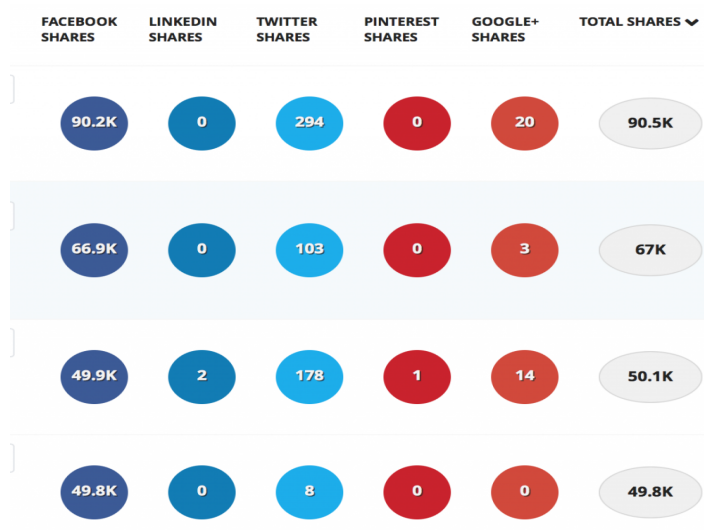 FACEBOOK SHARES LINKEDIN SHARES TWITTER SHARES PINTEREST SHARES GOOGLE+ SHARES TOTAL SHARES
90.2K 0 294 0 20 90.5K
66.9K 0 103 0 3 67K
49.9K 2 178 1 14 50.1K
49.8K 0 8 0 0 49.8K